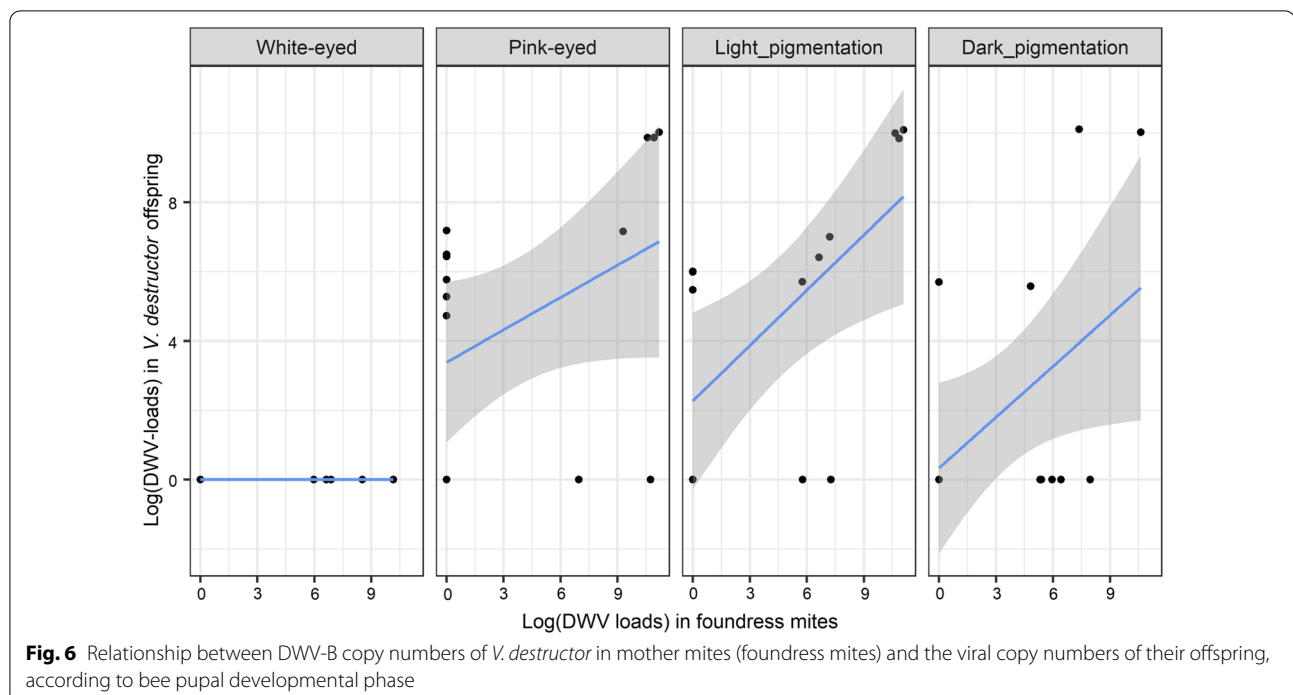 White-eyed Pink-eyed Light_pigmentation Dark_pigmentation
Log(DWV-loads) in V. destructor offspring
8
4
0
0 3 6 9 0 3 6 9 0 3 6 9 0 3 6 9
Log(DWV loads) in foundress mites
Fig. 6 Relationship between DWV-B copy numbers of V. destructor in mother mites (foundress mites) and the viral copy numbers of their offspring,
according to bee pupal developmental phase